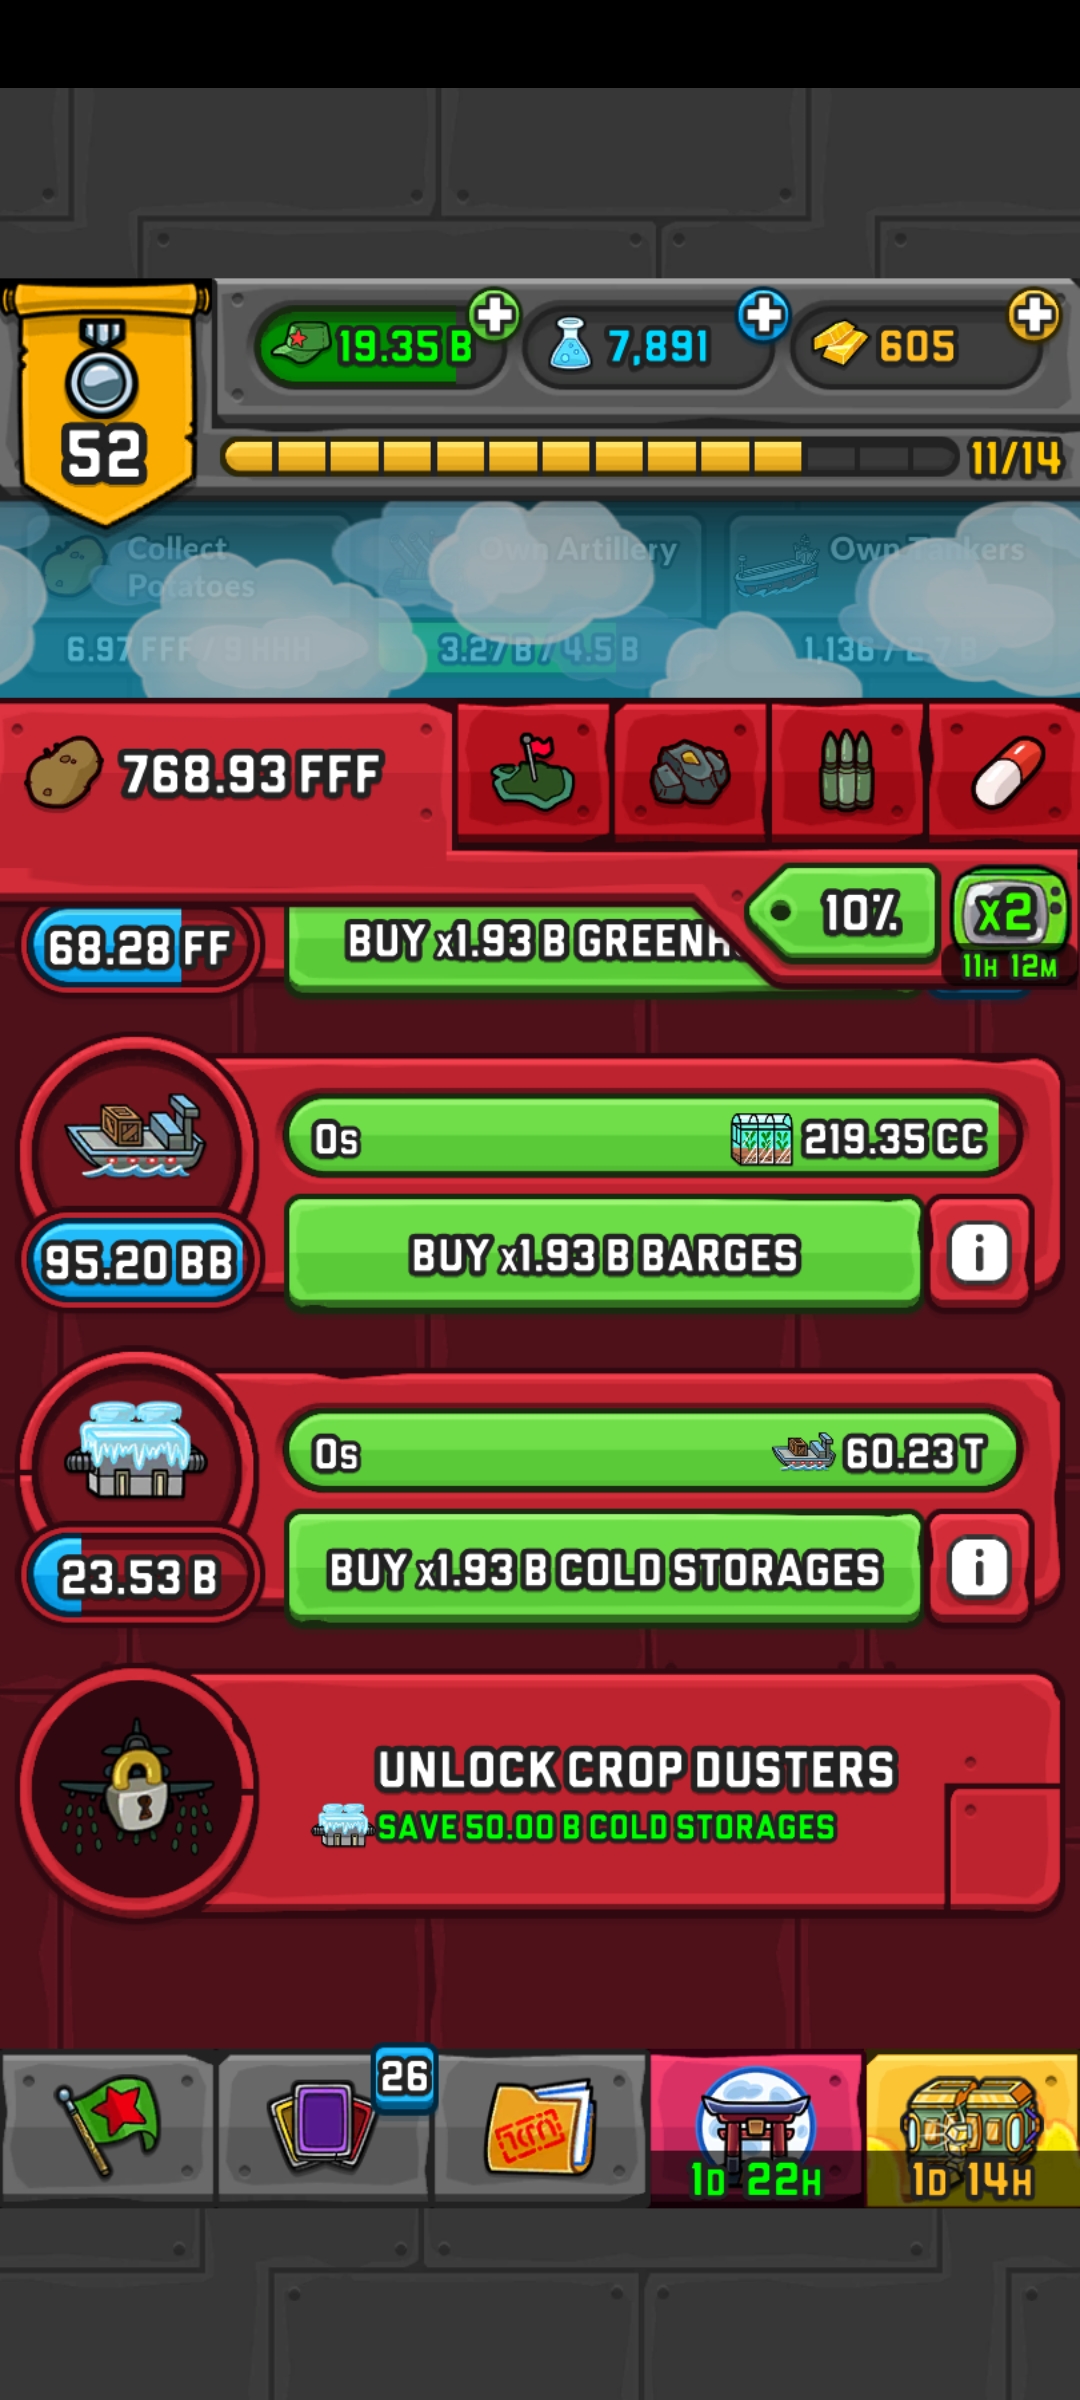 19.35 B
7,891
605
52
11/14
Collect
Potatoes
Own Artillery
Own Tankers
6.97 FFF / 9 HHH
3.27 B / 4.5 B
1,136 / 2.7 B
768.93 FFF
10%
x2
11H 12M
68.28 FF
BUY x1.93 B GREENH
0s
219.35 CC
95.20 BB
BUY x1.93 B BARGES
i
0s
60.23 T
23.53 B
BUY x1.93 B COLD STORAGES
i
UNLOCK CROP DUSTERS
SAVE 50.00 B COLD STORAGES
26
1D 22H
1D 14H